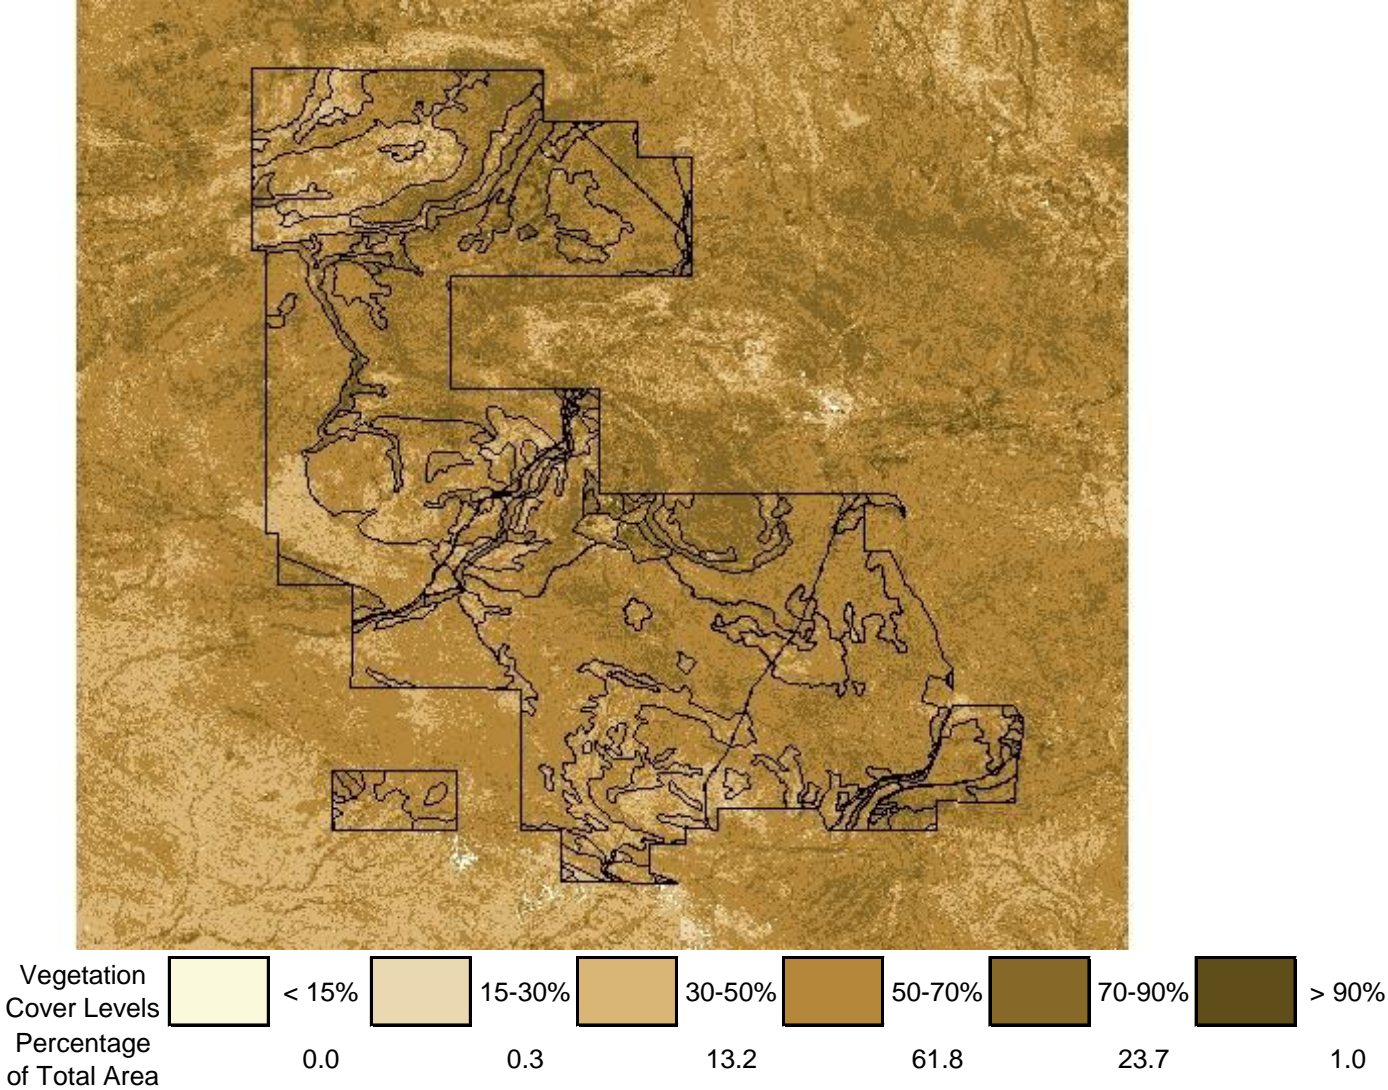 Vegetation
Cover Levels
< 15% 15-30% 30-50% 50-70% 70-90% > 90%
Percentage
of Total Area
0.0 0.3 13.2 61.8 23.7 1.0